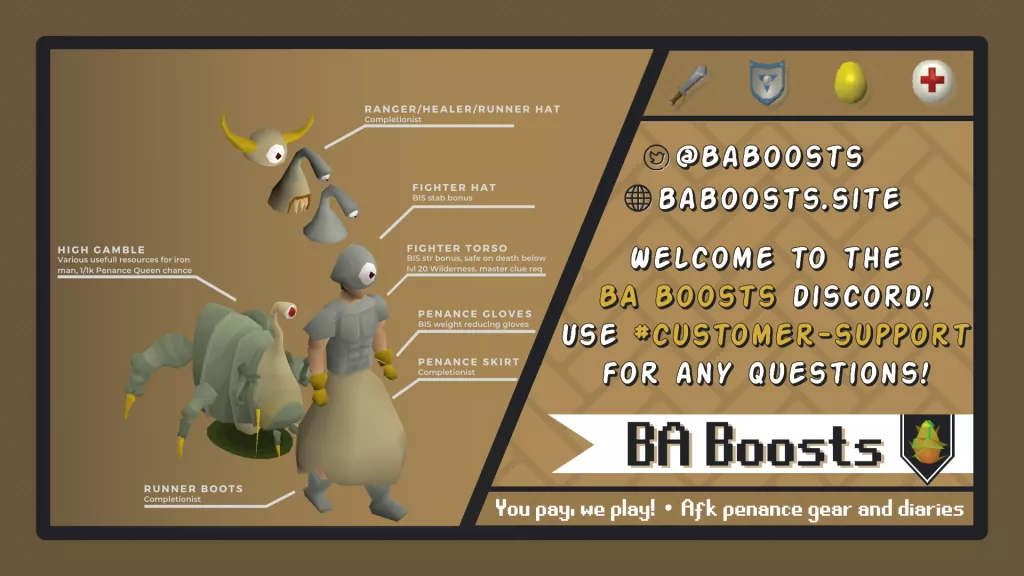 RANGER/HEALER/RUNNER HAT
Completionist
FIGHTER HAT
BIS stab bonus
HIGH GAMBLE
Various usefull resources for iron
man, 1/1k Penance Queen chance
FIGHTER TORSO
BIS str bonus, safe on death below
lvl 20 Wilderness, master clue req
PENANCE GLOVES
BIS weight reducing gloves
PENANCE SKIRT
Completionist
RUNNER BOOTS
Completionist
@BABOOSTS
BABOOSTS.SITE
WELCOME TO THE
BA BOOSTS DISCORD!
USE #CUSTOMER-SUPPORT
FOR ANY QUESTIONS!
BA Boosts
You pay, we play! • Afk penance gear and diaries